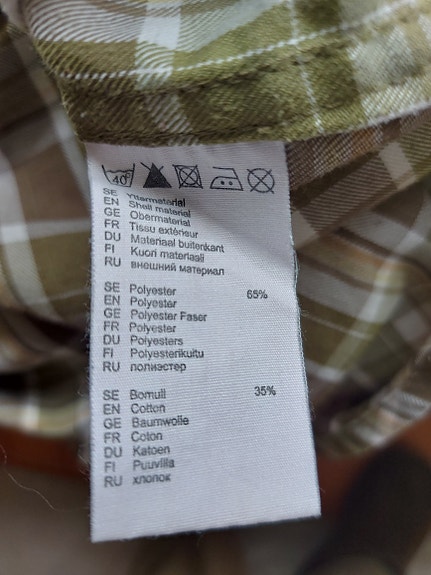 40
SE Yttermaterial
EN Shell material
GE Obermaterial
FR Tissu extérieur
DU Materiaal buitenkant
FI Kuori materiaali
RU внешний материал
SE Polyester 65%
EN Polyester
GE Polyester Faser
FR Polyester
DU Polyesters
FI Polyesterikuitu
RU полиэстер
SE Bomull 35%
EN Cotton
GE Baumwolle
FR Coton
DU Katoen
FI Puuvilla
RU хлопок